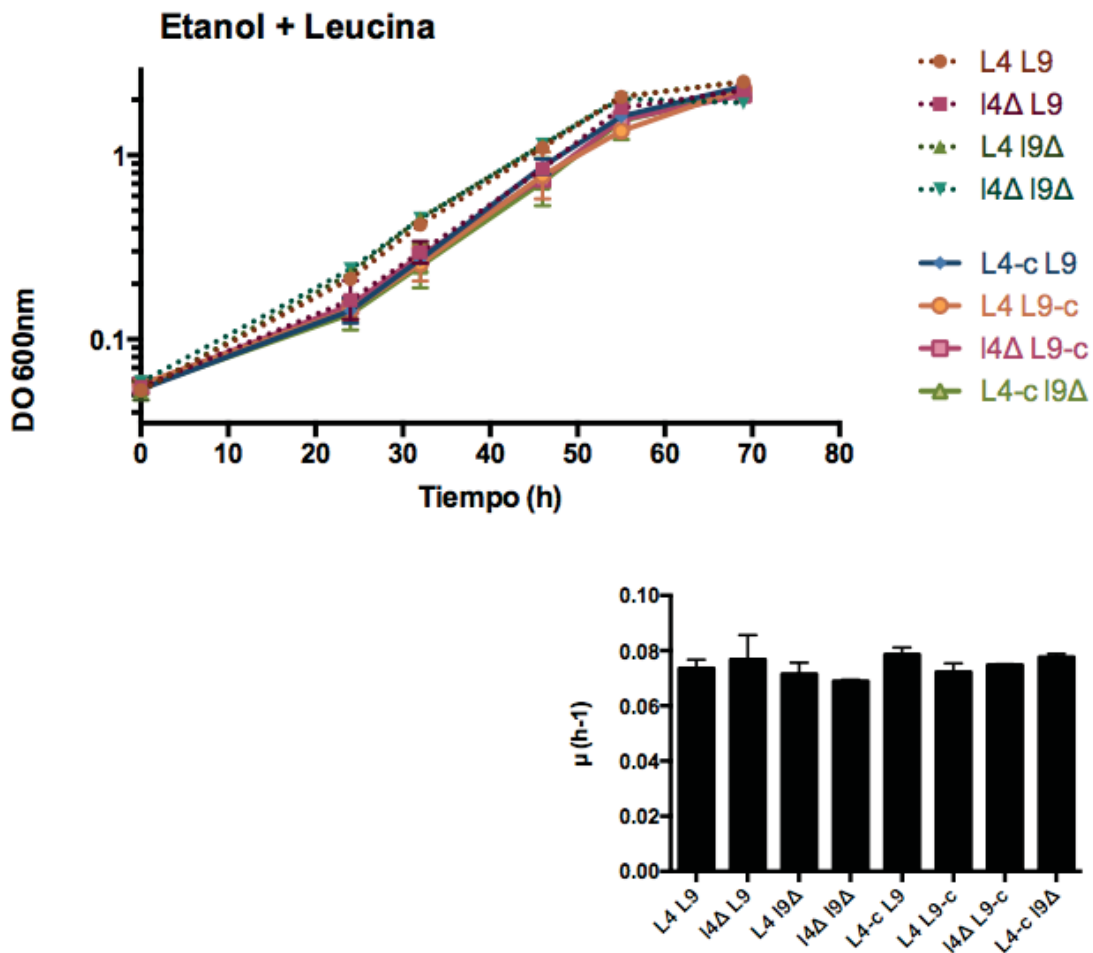 Etanol + Leucina
L4 L9
l4Δ L9
L4 l9Δ
l4Δ l9Δ
L4-c L9
L4 L9-c
l4Δ L9-c
L4-c l9Δ
DO 600nm
1
0.1
0 10 20 30 40 50 60 70 80
Tiempo (h)
µ (h-1)
0.10
0.08
0.06
0.04
0.02
0.00
L4 L9
l4Δ L9
L4 l9Δ
l4Δ l9Δ
L4-c L9
L4 L9-c
l4Δ L9-c
L4-c l9Δ